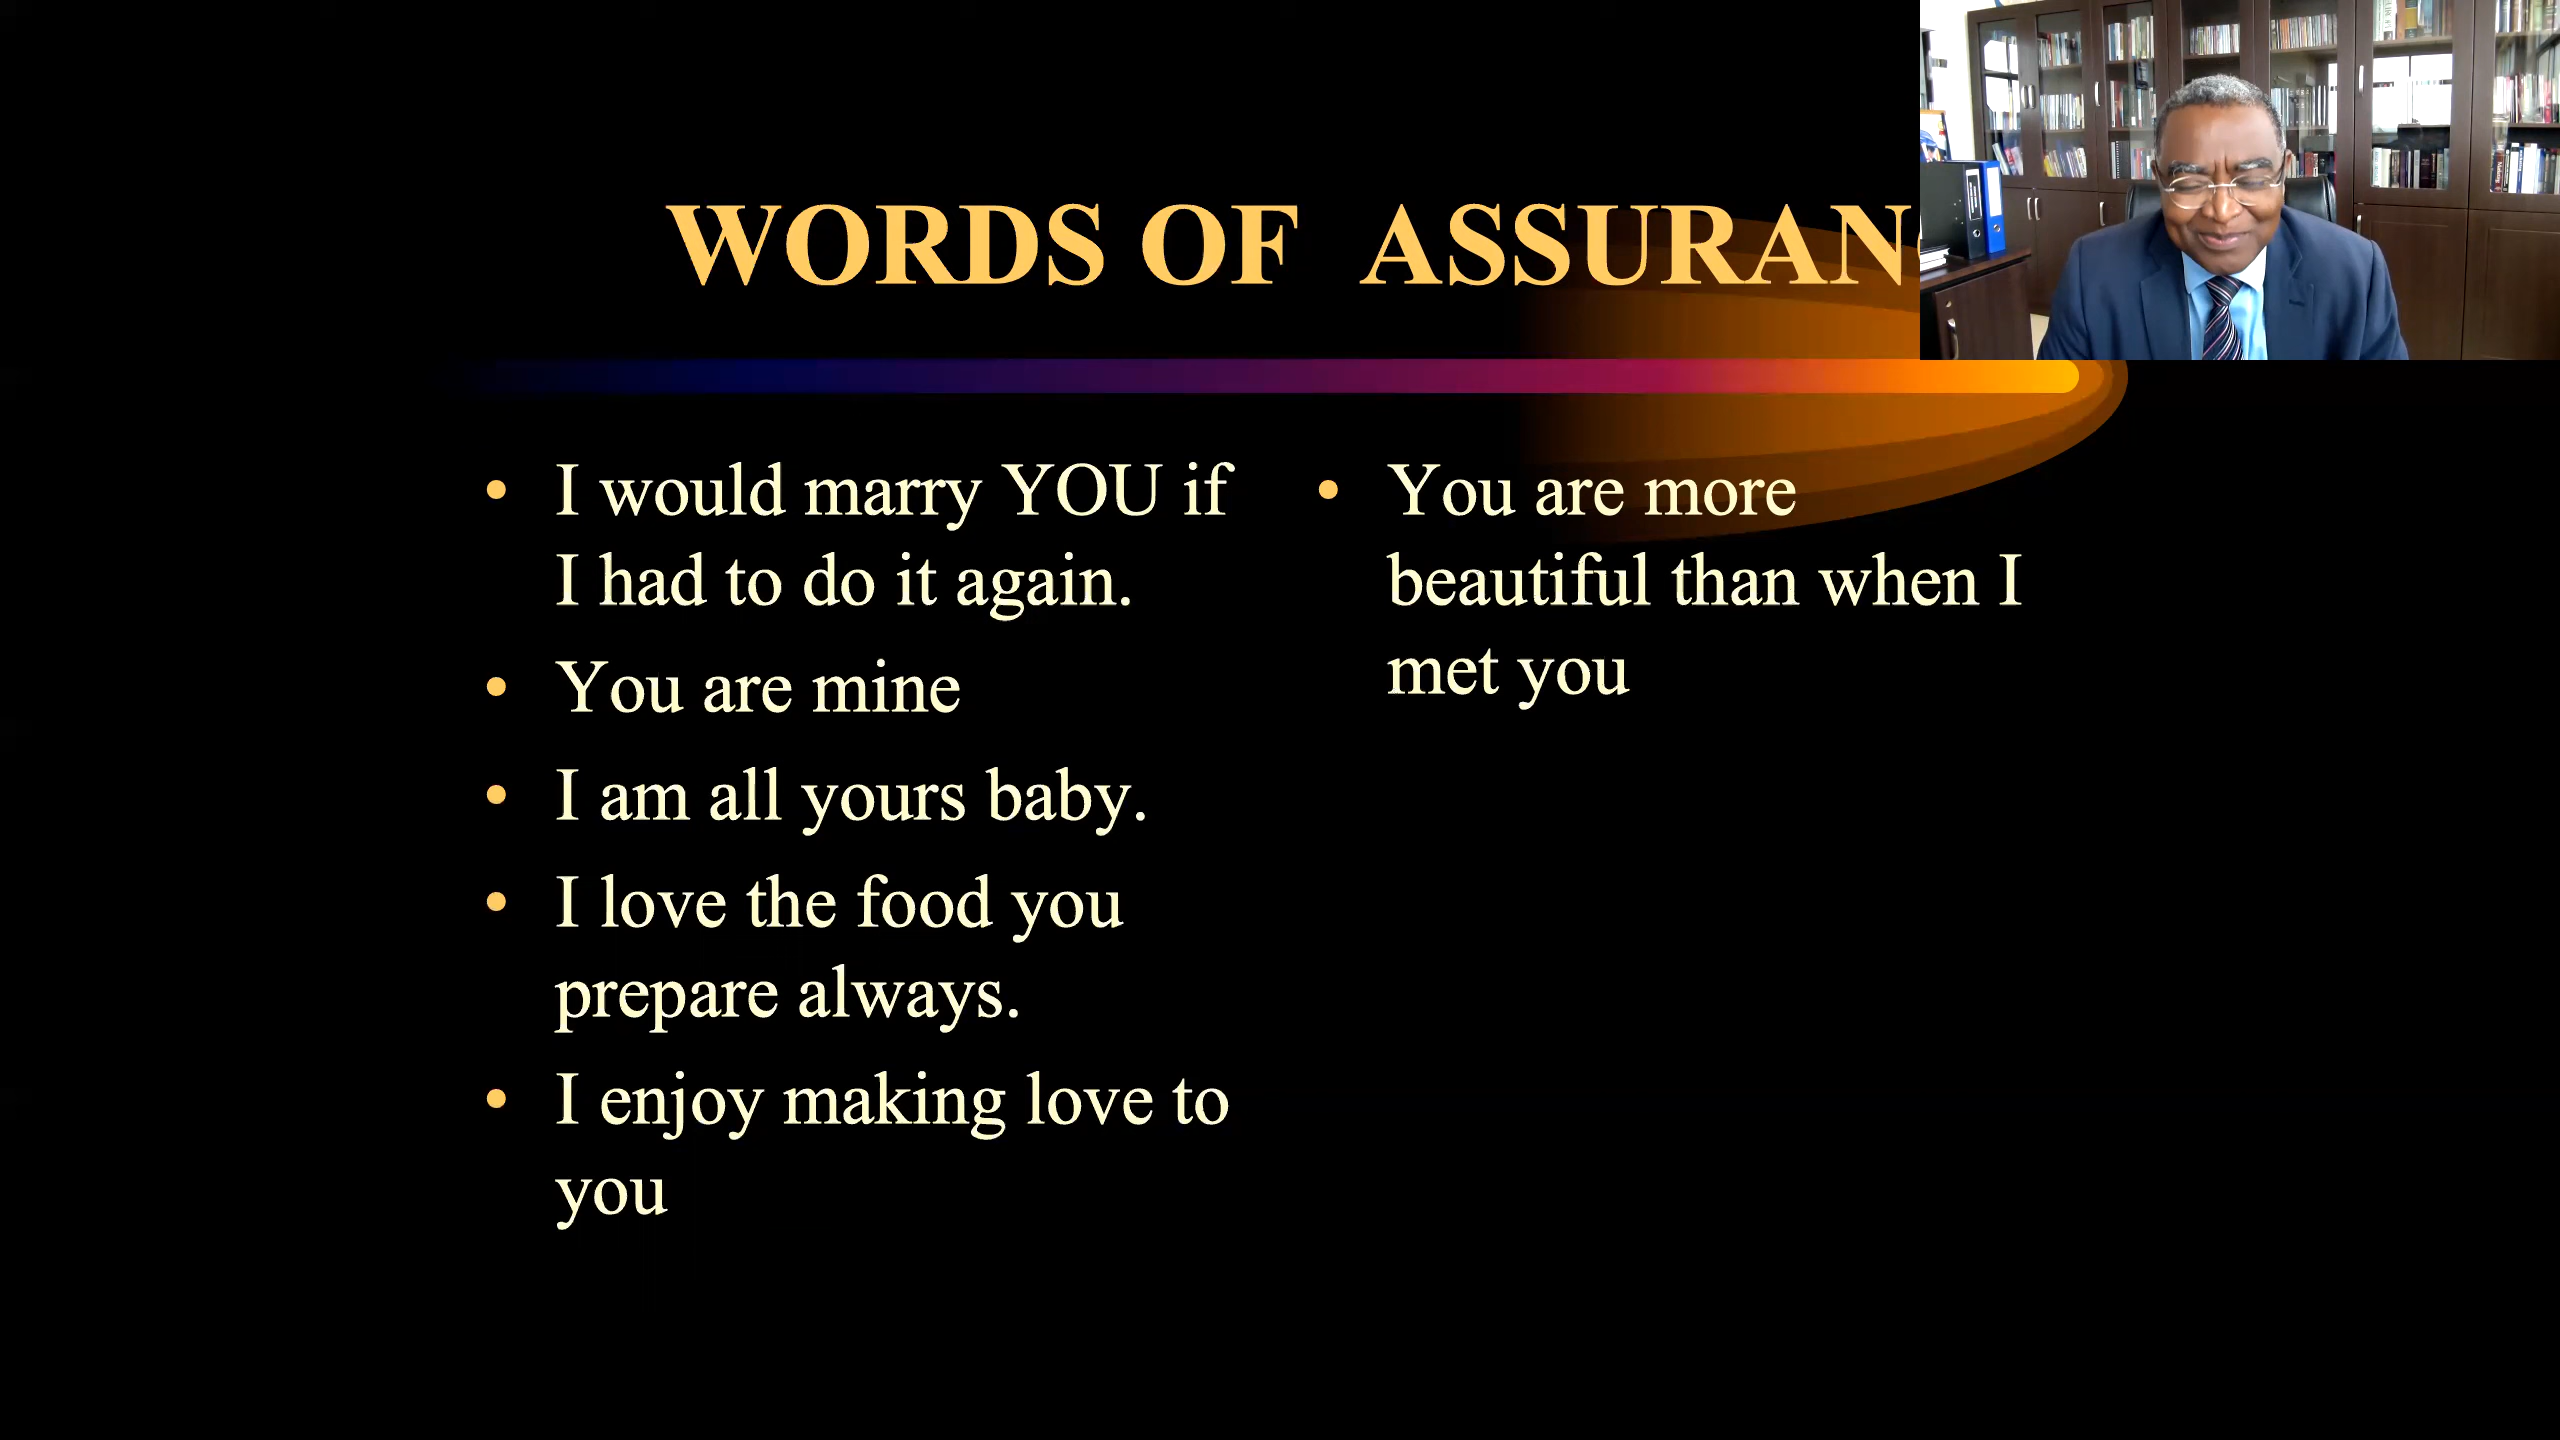 WORDS OF ASSURAN
I would marry YOU if
I had to do it again.
You are mine
I am all yours baby.
I love the food you
prepare always.
I enjoy making love to
you
You are more
beautiful than when I
met you